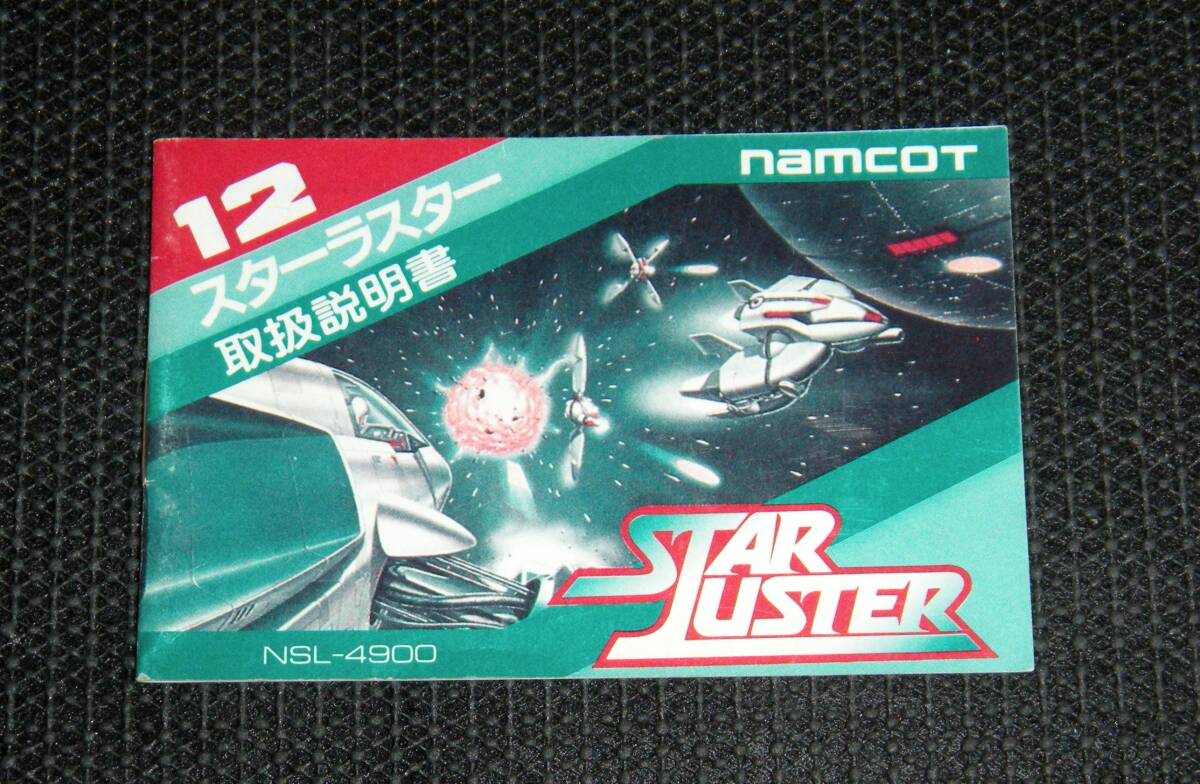 namcoT
12
スターラスター
取扱説明書
STAR
LUSTER
NSL-4900